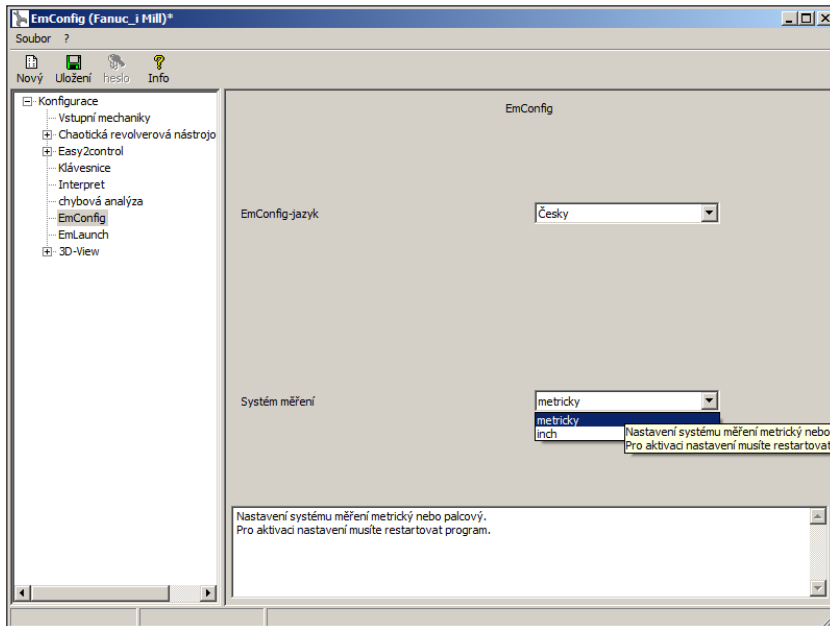 EmConfig (Fanuc_i Mill)*
Soubor ?
Nový Uložení heslo Info
Konfigurace
Vstupní mechaniky
Chaotická revolverová nástrojo
Easy2control
Klávesnice
Interpret
chybová analýza
EmConfig
EmLaunch
3D-View
EmConfig
EmConfig-jazyk
Česky
Systém měření
metricky
metricky
inch
Nastavení systému měření metrický nebo
Pro aktivaci nastavení musíte restartovat
Nastavení systému měření metrický nebo palcový.
Pro aktivaci nastavení musíte restartovat program.